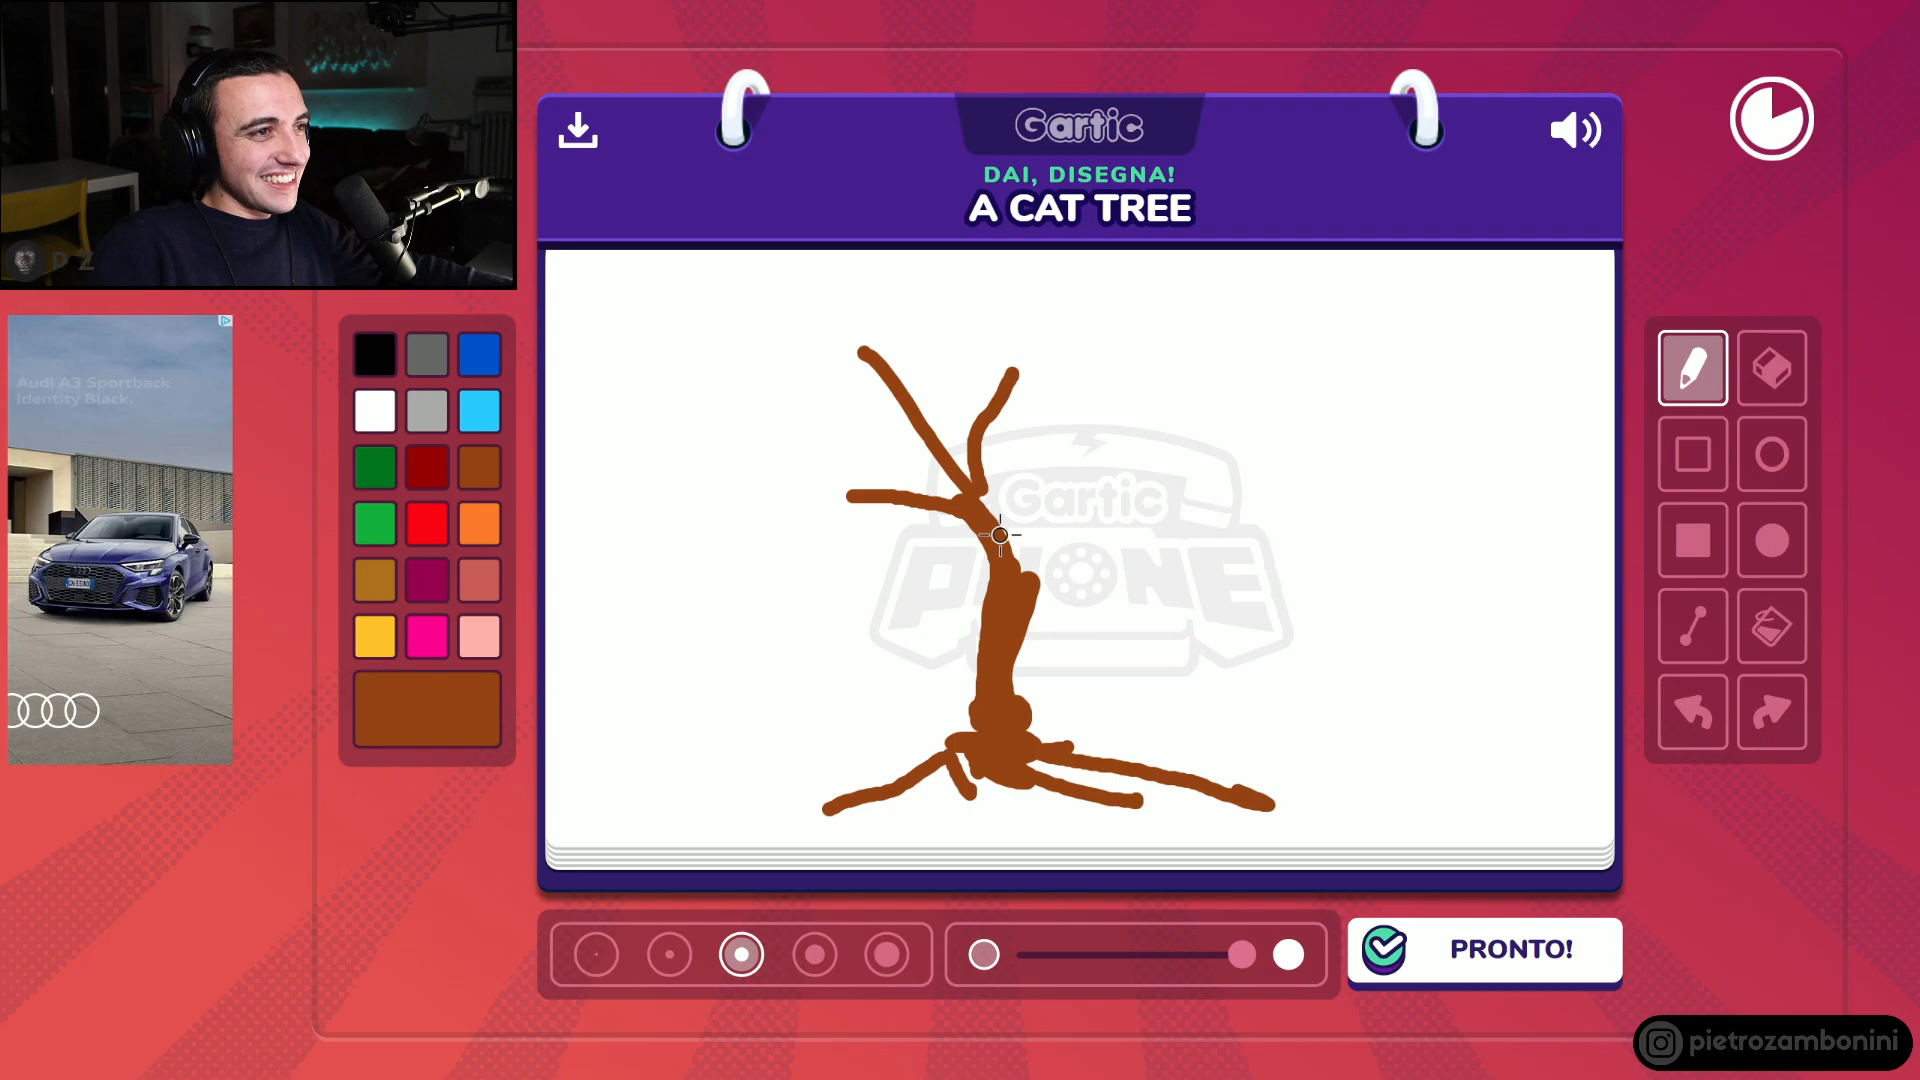 Gartic
DAI, DISEGNA!
A CAT TREE
D Z
Audi A3 Sportback
Identity Black.
Gartic
PHONE
PRONTO!
pietrozambonini